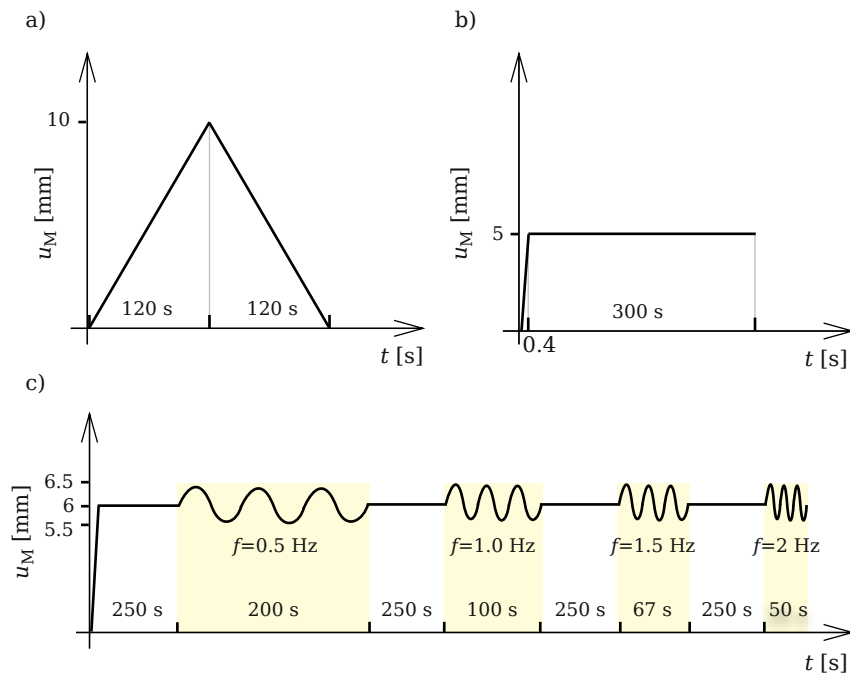 a)
10
u_M [mm]
120 s
120 s
t [s]
b)
5
u_M [mm]
300 s
0.4
t [s]
c)
6.5
6
5.5
u_M [mm]
f=0.5 Hz
f=1.0 Hz
f=1.5 Hz
f=2 Hz
250 s
200 s
250 s
100 s
250 s
67 s
250 s
50 s
t [s]